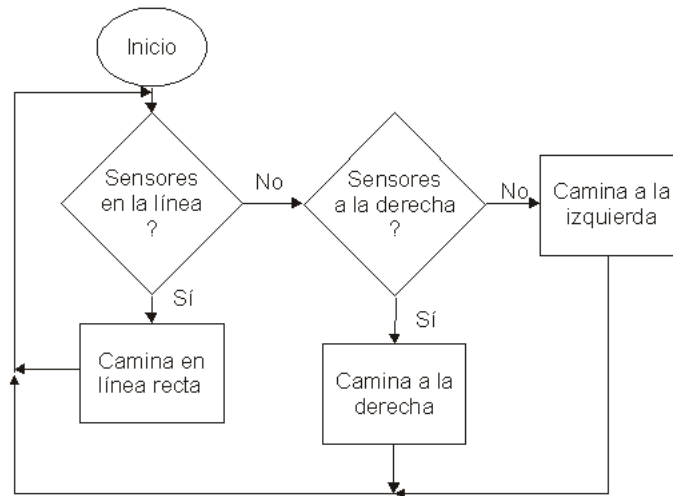 Inicio
Sensores
en la línea
?
No
Sensores
a la derecha
?
No
Camina a la
izquierda
Sí
Camina en
línea recta
Sí
Camina a la
derecha